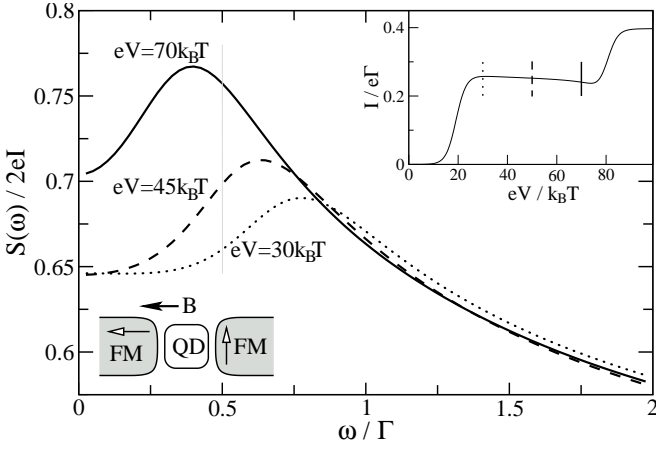 0.8
0.75
0.7
0.65
0.6
S(ω) / 2eI
eV=70k_BT
eV=45k_BT
eV=30k_BT
0.4
0.2
0
I / eΓ
0 20 40 60 80
eV / k_BT
B
FM QD FM
0 0.5 1 1.5 2
ω / Γ